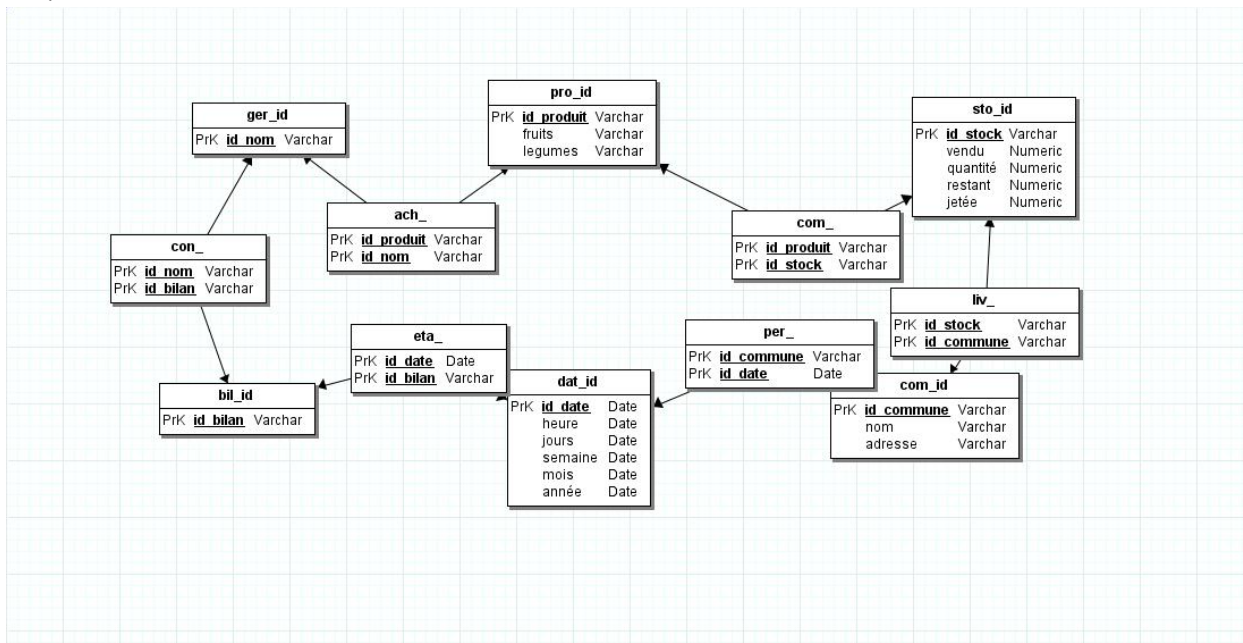 ger_id
PrK id_nom Varchar
pro_id
PrK id_produit Varchar
fruits Varchar
legumes Varchar
sto_id
PrK id_stock Varchar
vendu Numeric
quantité Numeric
restant Numeric
jetée Numeric
ach_
PrK id_produit Varchar
PrK id_nom Varchar
com_
PrK id_produit Varchar
PrK id_stock Varchar
con_
PrK id_nom Varchar
PrK id_bilan Varchar
liv_
PrK id_stock Varchar
PrK id_commune Varchar
eta_
PrK id_date Date
PrK id_bilan Varchar
per_
PrK id_commune Varchar
PrK id_date Date
bil_id
PrK id_bilan Varchar
dat_id
PrK id_date Date
heure Date
jours Date
semaine Date
mois Date
année Date
com_id
PrK id_commune Varchar
nom Varchar
adresse Varchar